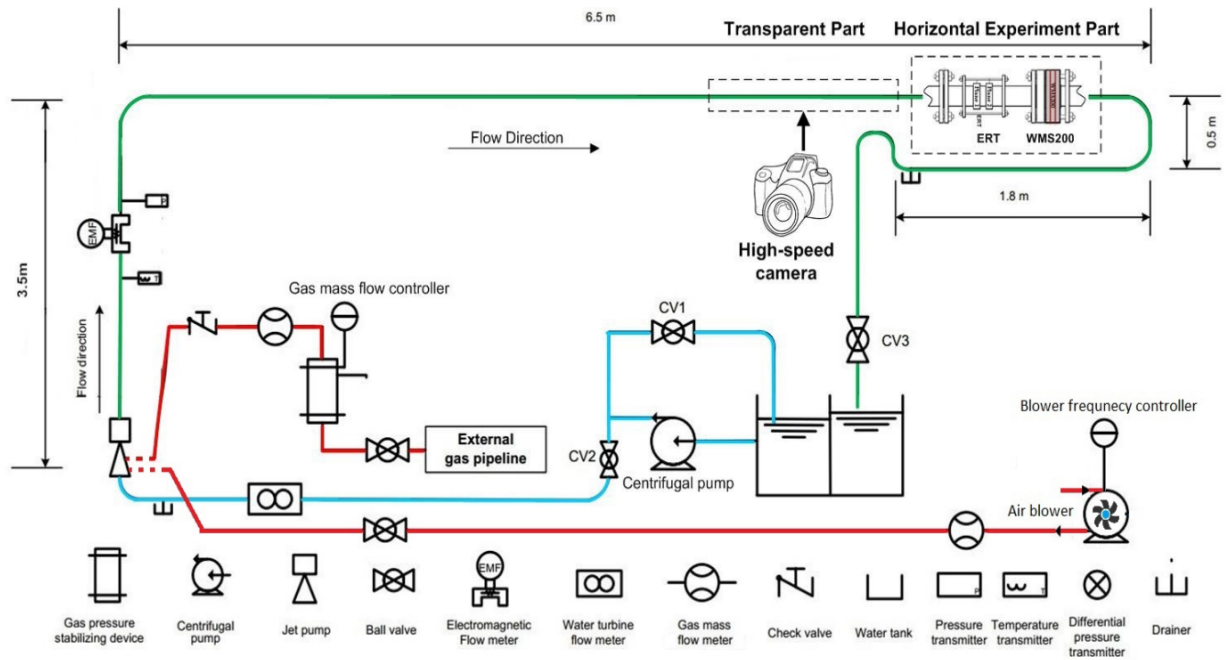 6.5 m
Transparent Part
Horizontal Experiment Part
ERT
ERT
WMS200
0.5 m
Flow Direction
1.8 m
High-speed
camera
P
EMF
T
3.5m
Flow direction
Gas mass flow controller
CV1
CV3
External
gas pipeline
CV2
Centrifugal pump
Blower frequnecy controller
Air blower
EMF
P
T
Gas pressure
stabilizing device
Centrifugal
pump
Jet pump
Ball valve
Electromagnetic
Flow meter
Water turbine
flow meter
Gas mass
flow meter
Check valve
Water tank
Pressure
transmitter
Temperature
transmitter
Differential
pressure
transmitter
Drainer